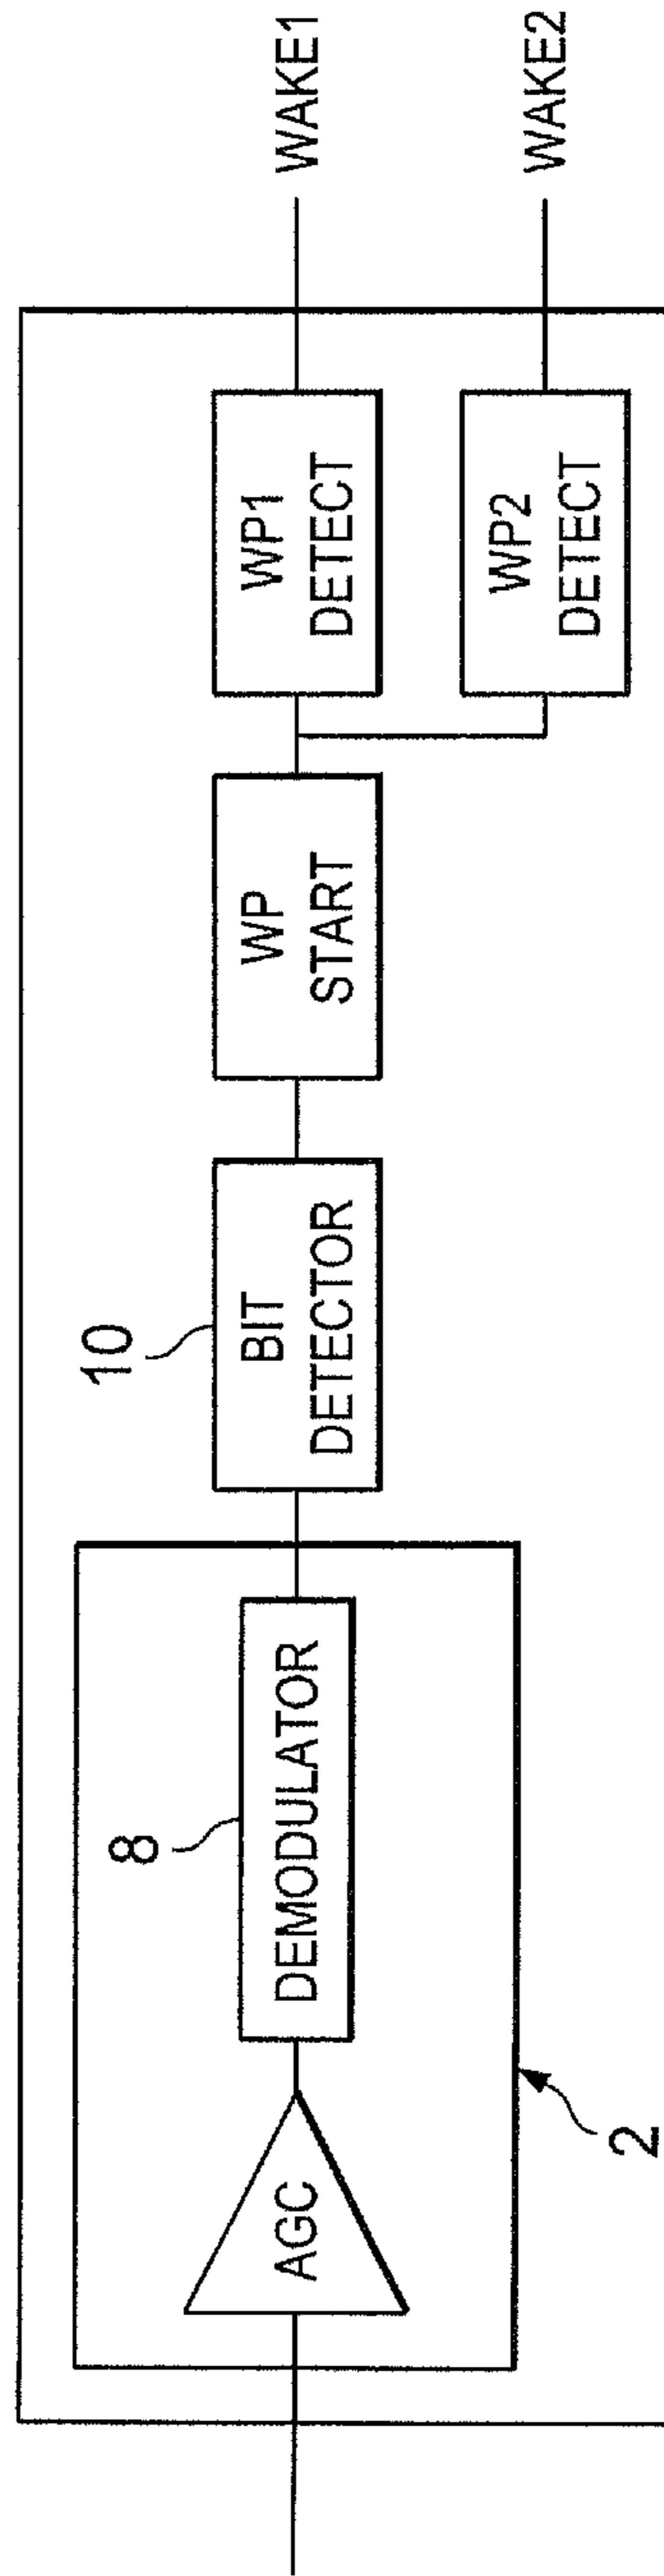 AGC
8
DEMODULATOR
2
10
BIT
DETECTOR
WP
START
WP1
DETECT
WP2
DETECT
WAKE1
WAKE2